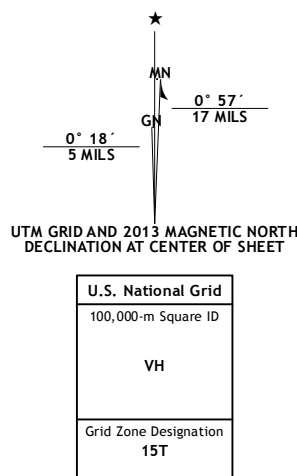 ★
MN
0° 57´
17 MILS
GN
0° 18´
5 MILS
UTM GRID AND 2013 MAGNETIC NORTH
DECLINATION AT CENTER OF SHEET
U.S. National Grid
100,000-m Square ID
VH
Grid Zone Designation
15T